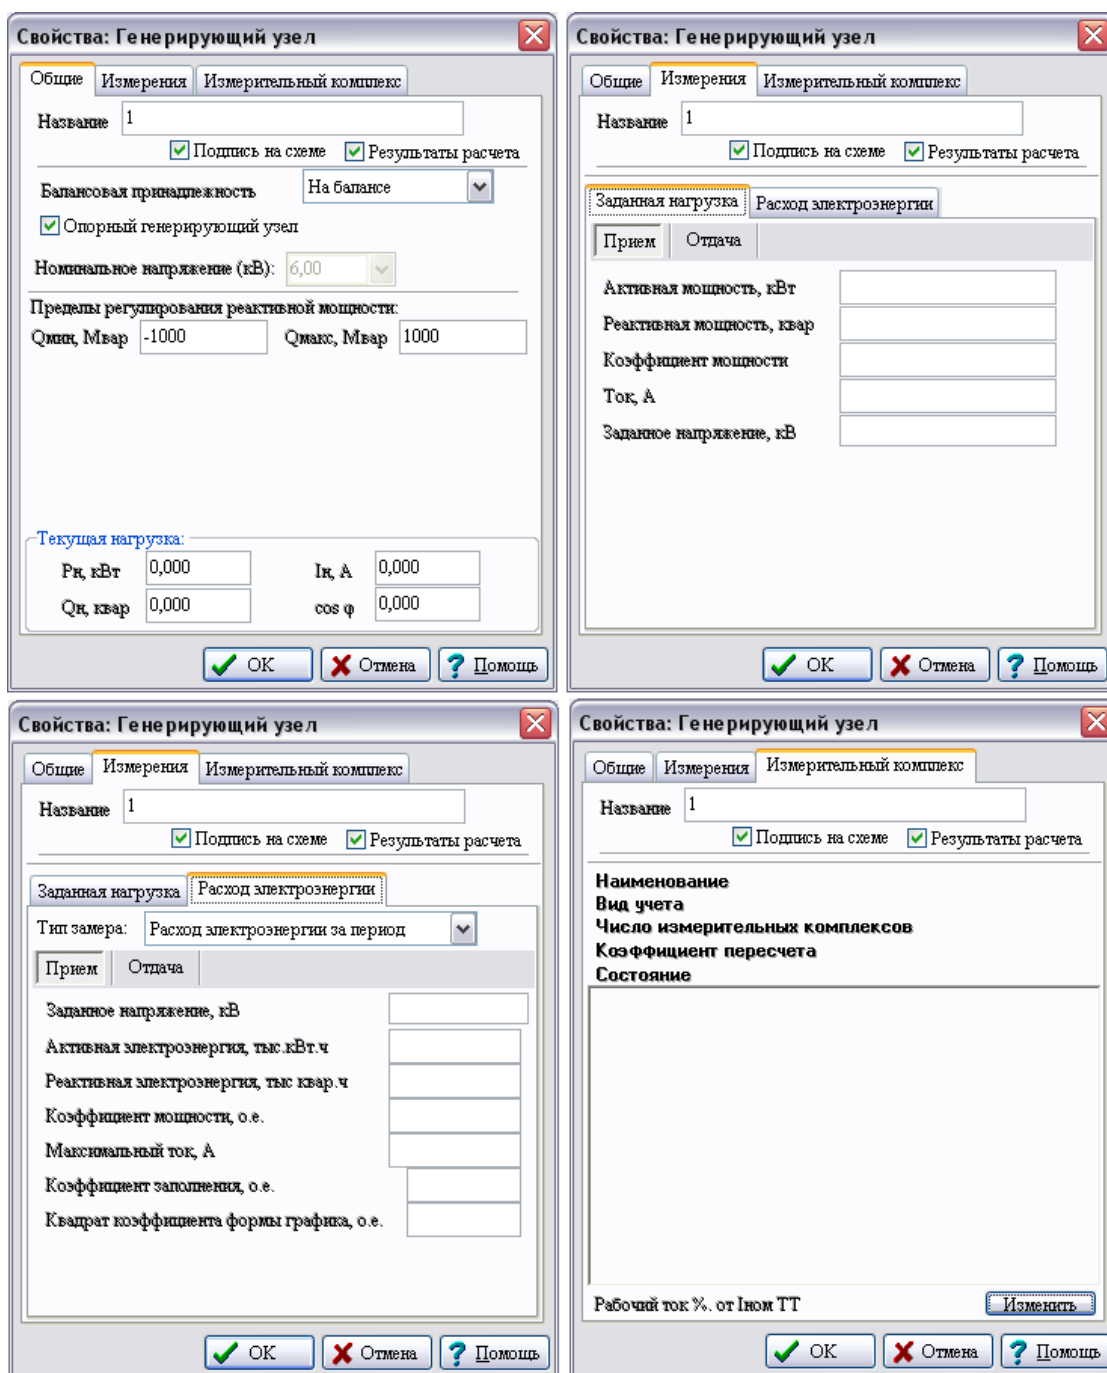 Свойства: Генерирующий узел
Общие Измерения Измерительный комплекс
Название 1
Подпись на схеме Результаты расчета
Балансовая принадлежность На балансе
Опорный генерирующий узел
Номинальное напряжение (кВ): 6,00
Пределы регулирования реактивной мощности:
Qмин, Мвар -1000 Qмакс, Мвар 1000
Текущая нагрузка:
Рн, кВт 0,000 Iн, А 0,000
Qн, квар 0,000 cos φ 0,000
OK Отмена Помощь
Свойства: Генерирующий узел
Общие Измерения Измерительный комплекс
Название 1
Подпись на схеме Результаты расчета
Заданная нагрузка Расход электроэнергии
Прием Отдача
Активная мощность, кВт
Реактивная мощность, квар
Коэффициент мощности
Ток, А
Заданное напряжение, кВ
OK Отмена Помощь
Свойства: Генерирующий узел
Общие Измерения Измерительный комплекс
Название 1
Подпись на схеме Результаты расчета
Заданная нагрузка Расход электроэнергии
Тип замера: Расход электроэнергии за период
Прием Отдача
Заданное напряжение, кВ
Активная электроэнергия, тыс.кВт.ч
Реактивная электроэнергия, тыс квар.ч
Коэффициент мощности, о.е.
Максимальный ток, А
Коэффициент заполнения, о.е.
Квадрат коэффициента формы графика, о.е.
OK Отмена Помощь
Свойства: Генерирующий узел
Общие Измерения Измерительный комплекс
Название 1
Подпись на схеме Результаты расчета
Наименование
Вид учета
Число измерительных комплексов
Коэффициент пересчета
Состояние
Рабочий ток %. от Iном ТТ Изменить
OK Отмена Помощь